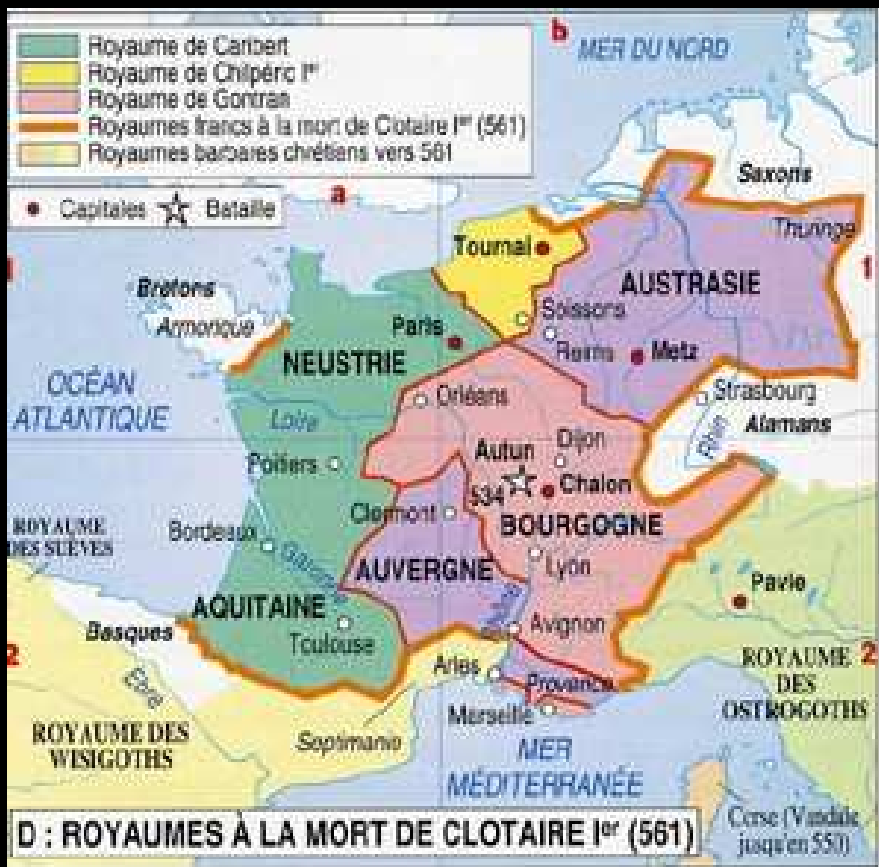 Royaume de Caribert
Royaume de Chilpéric Iᵉʳ
Royaume de Gontran
Royaumes francs à la mort de Clotaire Iᵉʳ (561)
Royaumes barbares chrétiens vers 561
Capitales
Bataille
b
MER DU NORD
a
Saxons
Thuringe
Tournai
AUSTRASIE
1
1
Bretons
Armorique
Soissons
Paris
Reims
Metz
NEUSTRIE
OCÉAN
ATLANTIQUE
Strasbourg
Orléans
Loire
Rhin
Alamans
Poitiers
Autun
Dijon
534
Chalon
Clermont
BOURGOGNE
ROYAUME
DES SUÈVES
Bordeaux
Garonne
AUVERGNE
Lyon
Pavie
AQUITAINE
Rhône
Avignon
Basques
Toulouse
2
2
Arles
Provence
ROYAUME
DES
OSTROGOTHS
Ebre
Marseille
ROYAUME DES
WISIGOTHS
Septimanie
MER
MÉDITERRANÉE
Corse (Vandale
jusqu'en 550)
D : ROYAUMES À LA MORT DE CLOTAIRE Iᵉʳ (561)